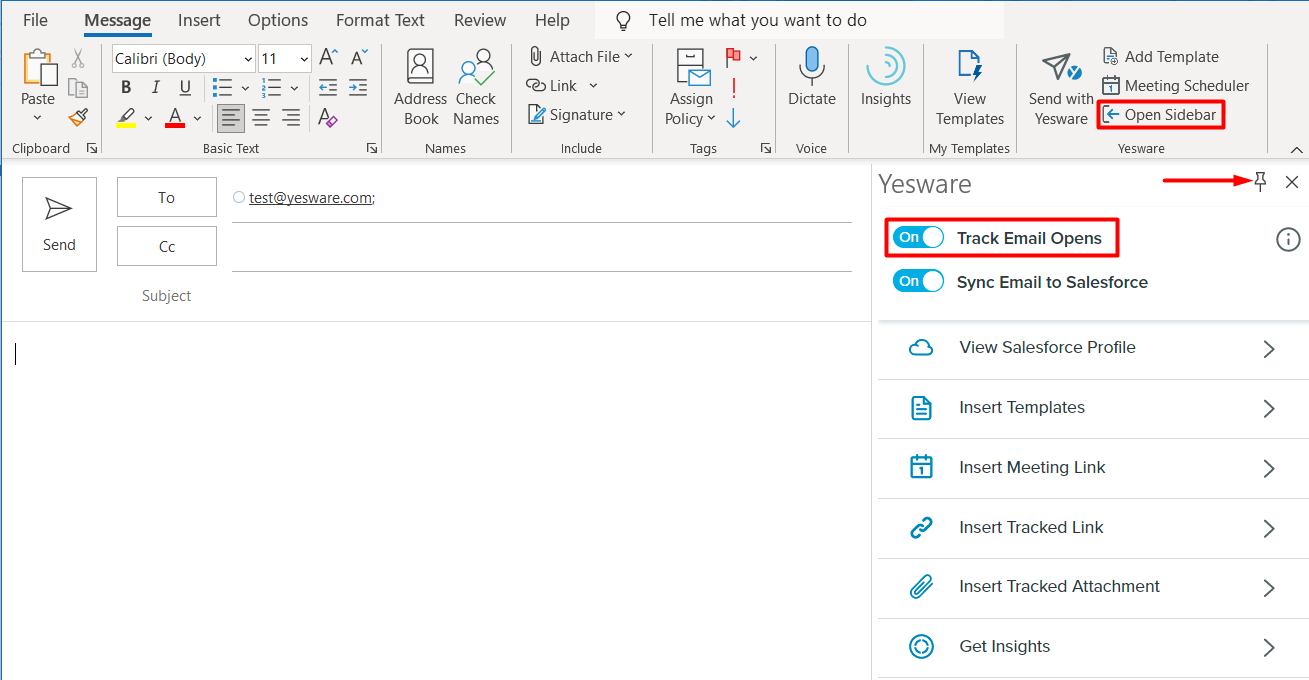 File Message Insert Options Format Text Review Help Tell me what you want to do
Calibri (Body) 11
A A
B I U
A
Paste
Clipboard
Basic Text
Address Book
Check Names
Names
Attach File
Link
Signature
Include
Assign Policy
Tags
Dictate
Voice
Insights
View Templates
My Templates
Send with Yesware
Add Template
Meeting Scheduler
Open Sidebar
Yesware
Send
To
test@yesware.com;
Cc
Subject
Yesware
On Track Email Opens
On Sync Email to Salesforce
View Salesforce Profile
Insert Templates
1 Insert Meeting Link
Insert Tracked Link
Insert Tracked Attachment
Get Insights